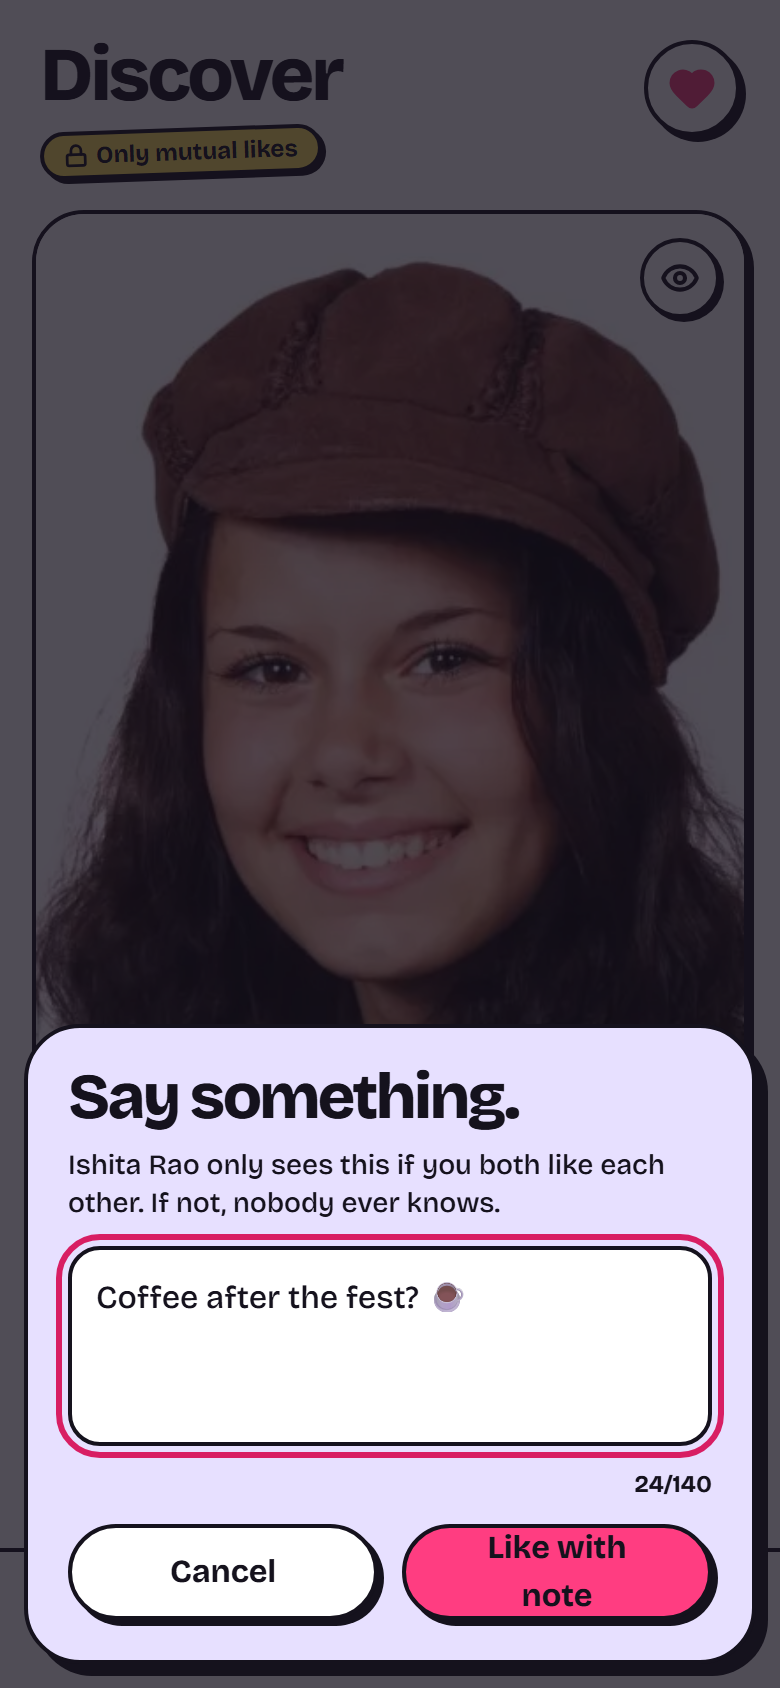 Discover
Only mutual likes
Say something.
Ishita Rao only sees this if you both like each
other. If not, nobody ever knows.
Coffee after the fest? ☕
24/140
Cancel
Like with
note